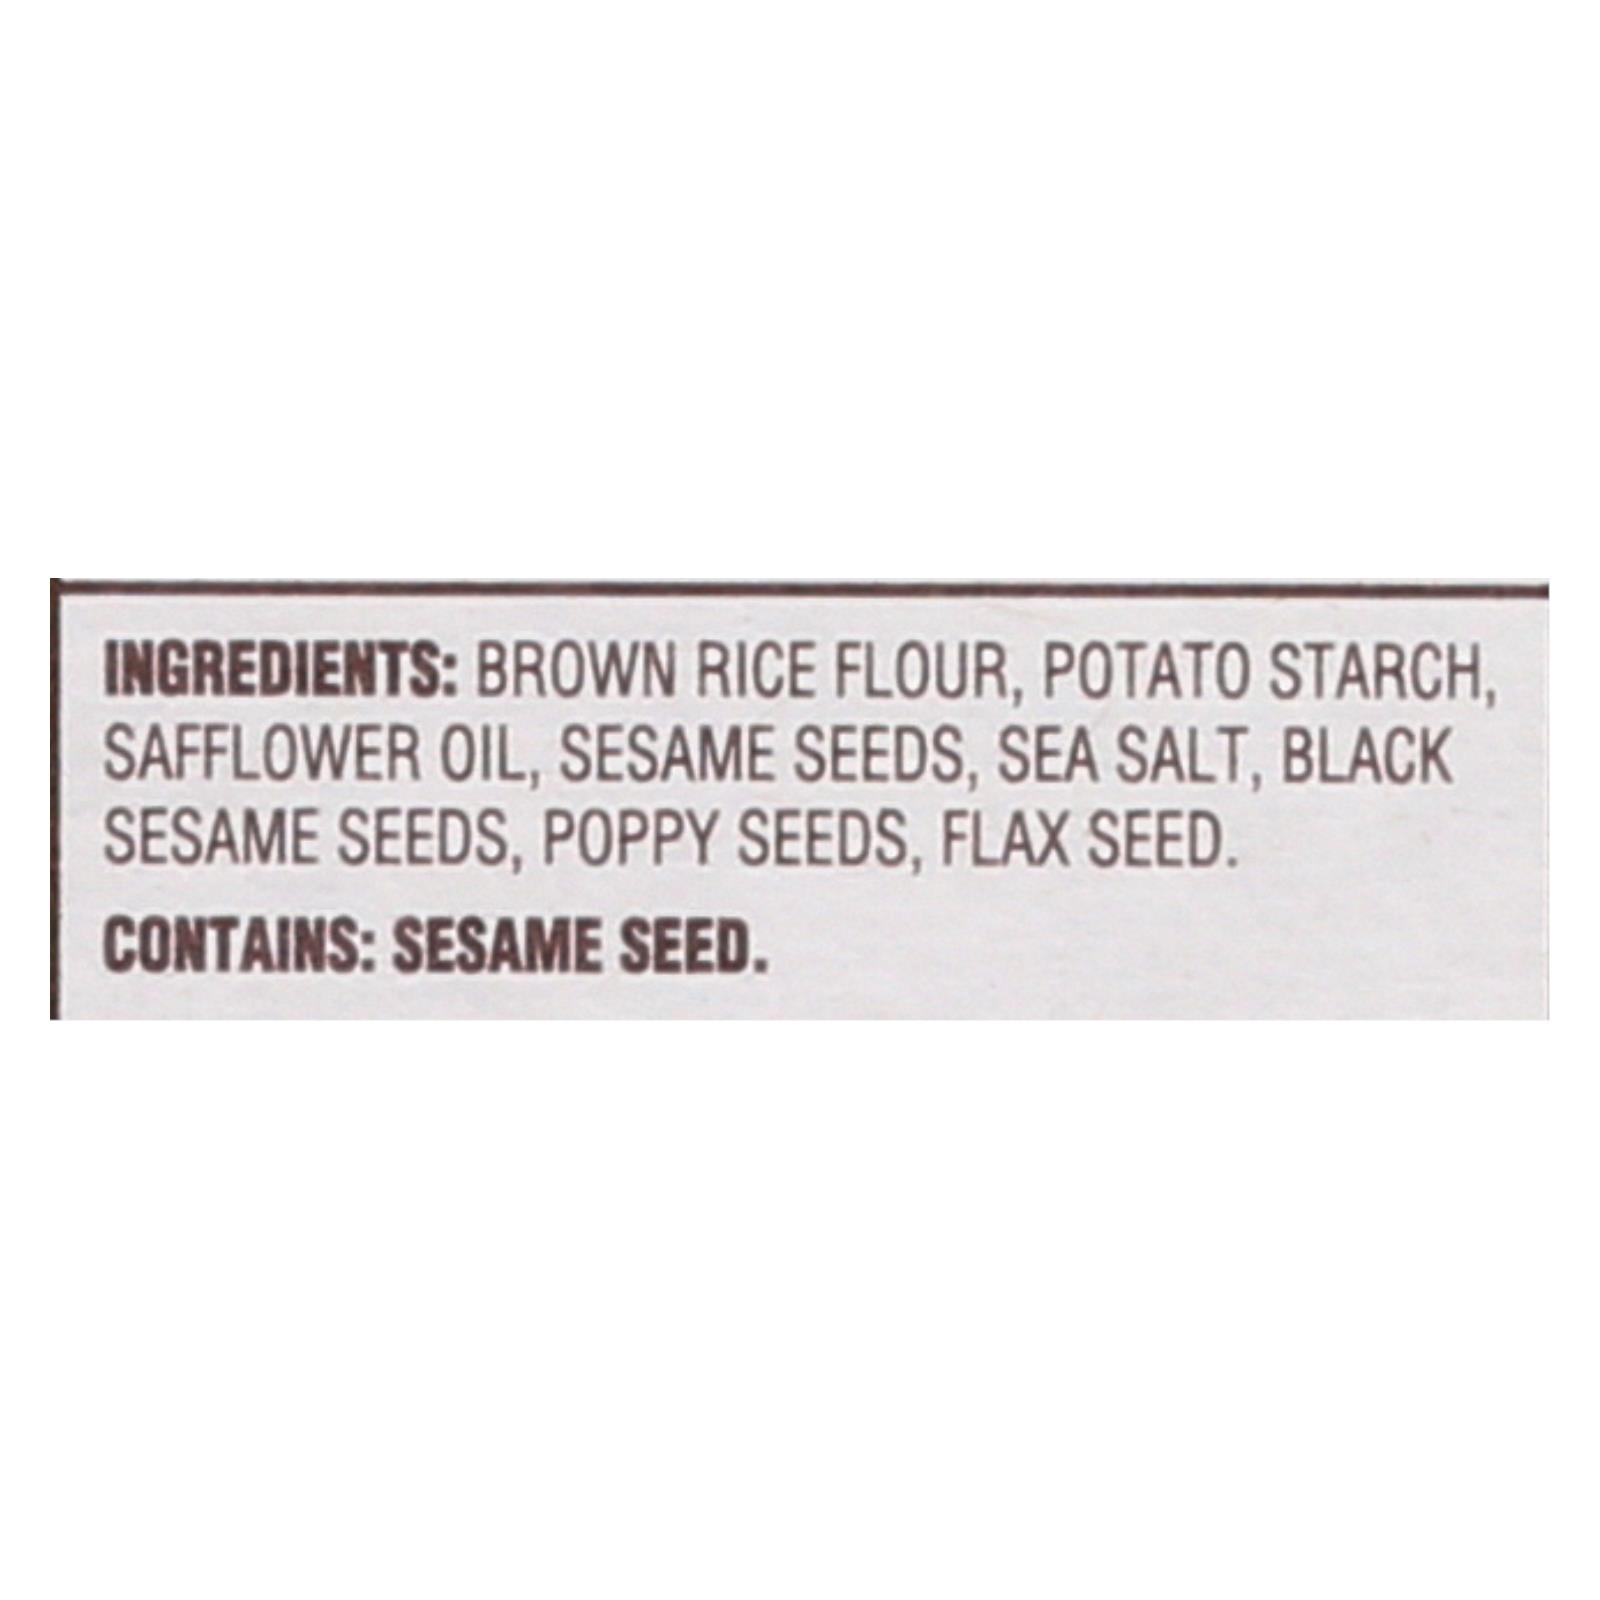 INGREDIENTS: BROWN RICE FLOUR, POTATO STARCH,
SAFFLOWER OIL, SESAME SEEDS, SEA SALT, BLACK
SESAME SEEDS, POPPY SEEDS, FLAX SEED.
CONTAINS: SESAME SEED.